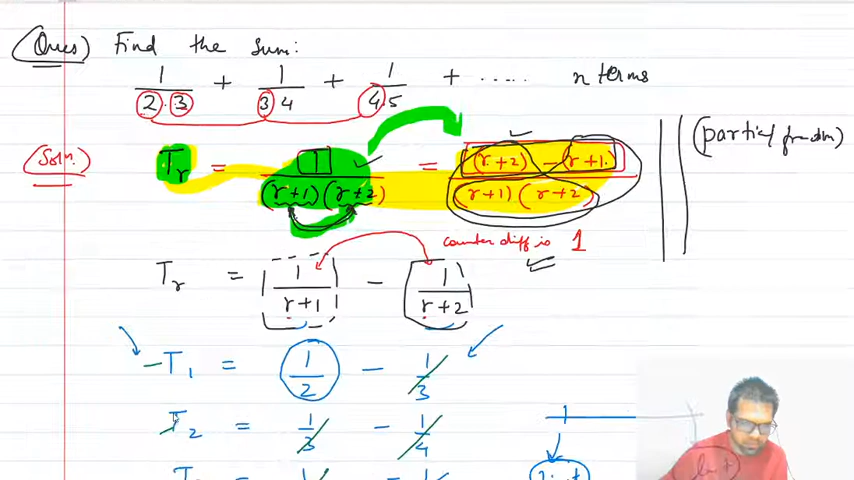 Ques) Find the sum:
1/2.3 + 1/3.4 + 1/4.5 + ..... n terms
Soln.) Tr = 1/(r+1)(r+2) = (r+2) - (r+1)/(r+1)(r+2) (partial fraction)
counter diff is 1
Tr = 1/r+1 - 1/r+2
T1 = 1/2 - 1/3
T2 = 1/3 - 1/4